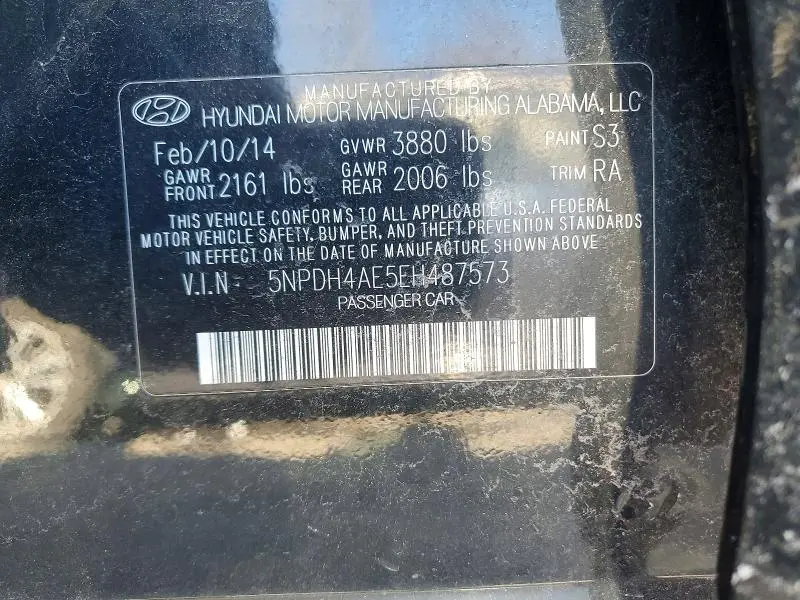 MANUFACTURED BY
HYUNDAI MOTOR MANUFACTURING ALABAMA, LLC
Feb/10/14 GVWR 3880 lbs PAINT S3
GAWR FRONT 2161 lbs GAWR REAR 2006 lbs TRIM RA
THIS VEHICLE CONFORMS TO ALL APPLICABLE U.S.A. FEDERAL
MOTOR VEHICLE SAFETY, BUMPER, AND THEFT PREVENTION STANDARDS
IN EFFECT ON THE DATE OF MANUFACTURE SHOWN ABOVE
V.I.N - 5NPDH4AE5EH487573
PASSENGER CAR